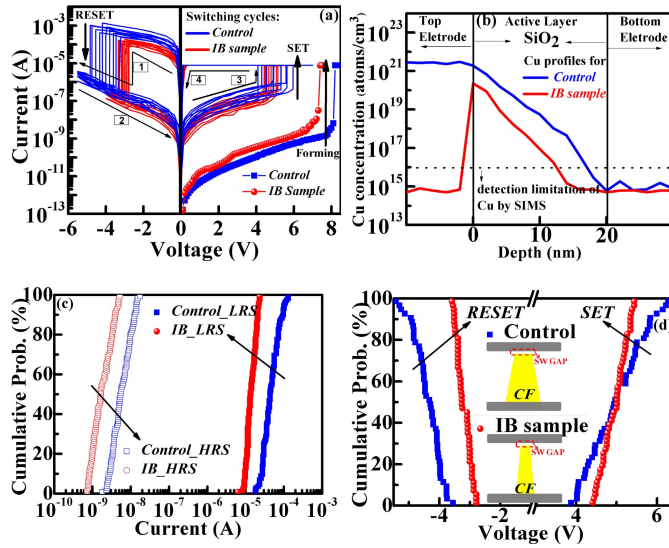 RESET
(a)
Switching cycles:
Control
IB sample
SET
1
4
3
2
Forming
Control
IB Sample
Current (A)
10^-3
10^-5
10^-7
10^-9
10^-11
10^-13
-6 -4 -2 0 2 4 6 8
Voltage (V)
Top
Eletrode
(b)
Active Layer
SiO2
Bottom
Eletrode
Cu profiles for
Control
IB sample
detection limitation of
Cu by SIMS
Cu concentration (atoms/cm^3)
10^23
10^21
10^19
10^17
10^15
10^13
-10 0 10 20
Depth (nm)
(c)
Control_LRS
IB_LRS
Control_HRS
IB_HRS
Cumulative Prob. (%)
100
80
60
40
20
0
10^-10 10^-9 10^-8 10^-7 10^-6 10^-5 10^-4 10^-3
Current (A)
RESET
SET
(d)
Control
SW GAP
CF
IB sample
SW GAP
CF
Cumulative Prob. (%)
100
80
60
40
20
0
-4 -2 4 6
Voltage (V)